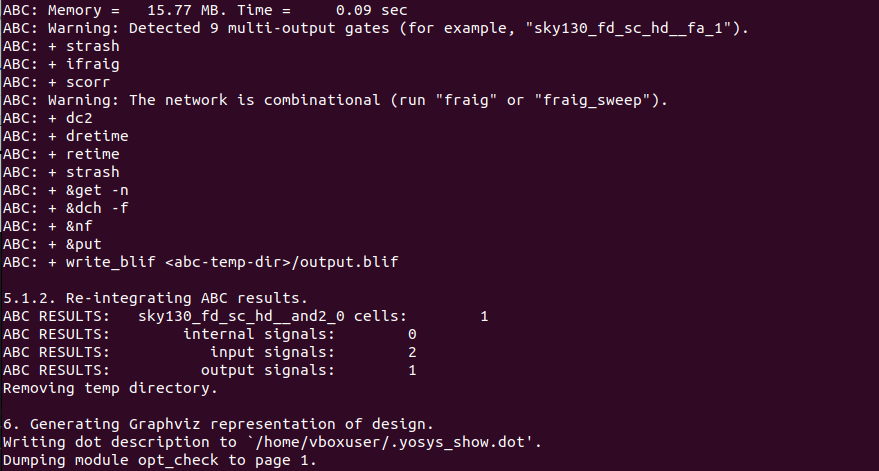 ABC: Memory =   15.77 MB. Time =     0.09 sec
ABC: Warning: Detected 9 multi-output gates (for example, "sky130_fd_sc_hd__fa_1").
ABC: + strash
ABC: + ifraig
ABC: + scorr
ABC: Warning: The network is combinational (run "fraig" or "fraig_sweep").
ABC: + dc2
ABC: + dretime
ABC: + retime
ABC: + strash
ABC: + &get -n
ABC: + &dch -f
ABC: + &nf
ABC: + &put
ABC: + write_blif <abc-temp-dir>/output.blif
5.1.2. Re-integrating ABC results.
ABC RESULTS:   sky130_fd_sc_hd__and2_0 cells:        1
ABC RESULTS:        internal signals:        0
ABC RESULTS:           input signals:        2
ABC RESULTS:          output signals:        1
Removing temp directory.
6. Generating Graphviz representation of design.
Writing dot description to `/home/vboxuser/.yosys_show.dot'.
Dumping module opt_check to page 1.